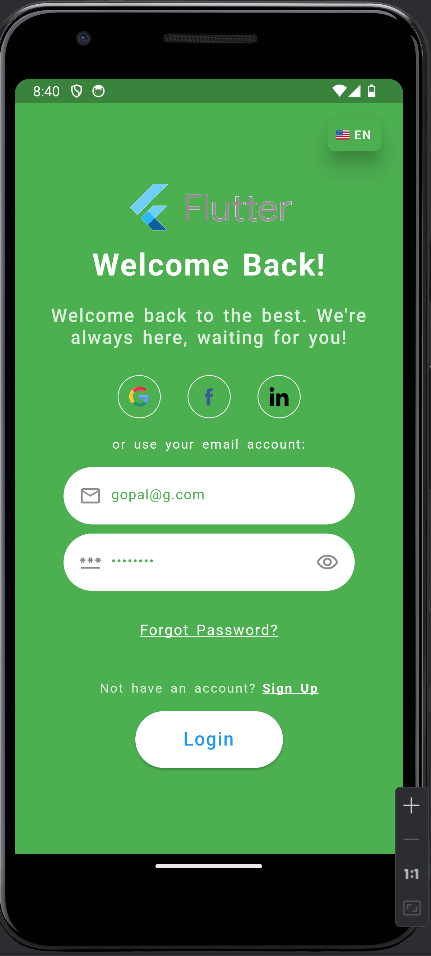 8:40
EN
Flutter
Welcome Back!
Welcome back to the best. We're
always here, waiting for you!
f
in
or use your email account:
gopal@g.com
***
••••••••
Forgot Password?
Not have an account? Sign Up
Login
1:1